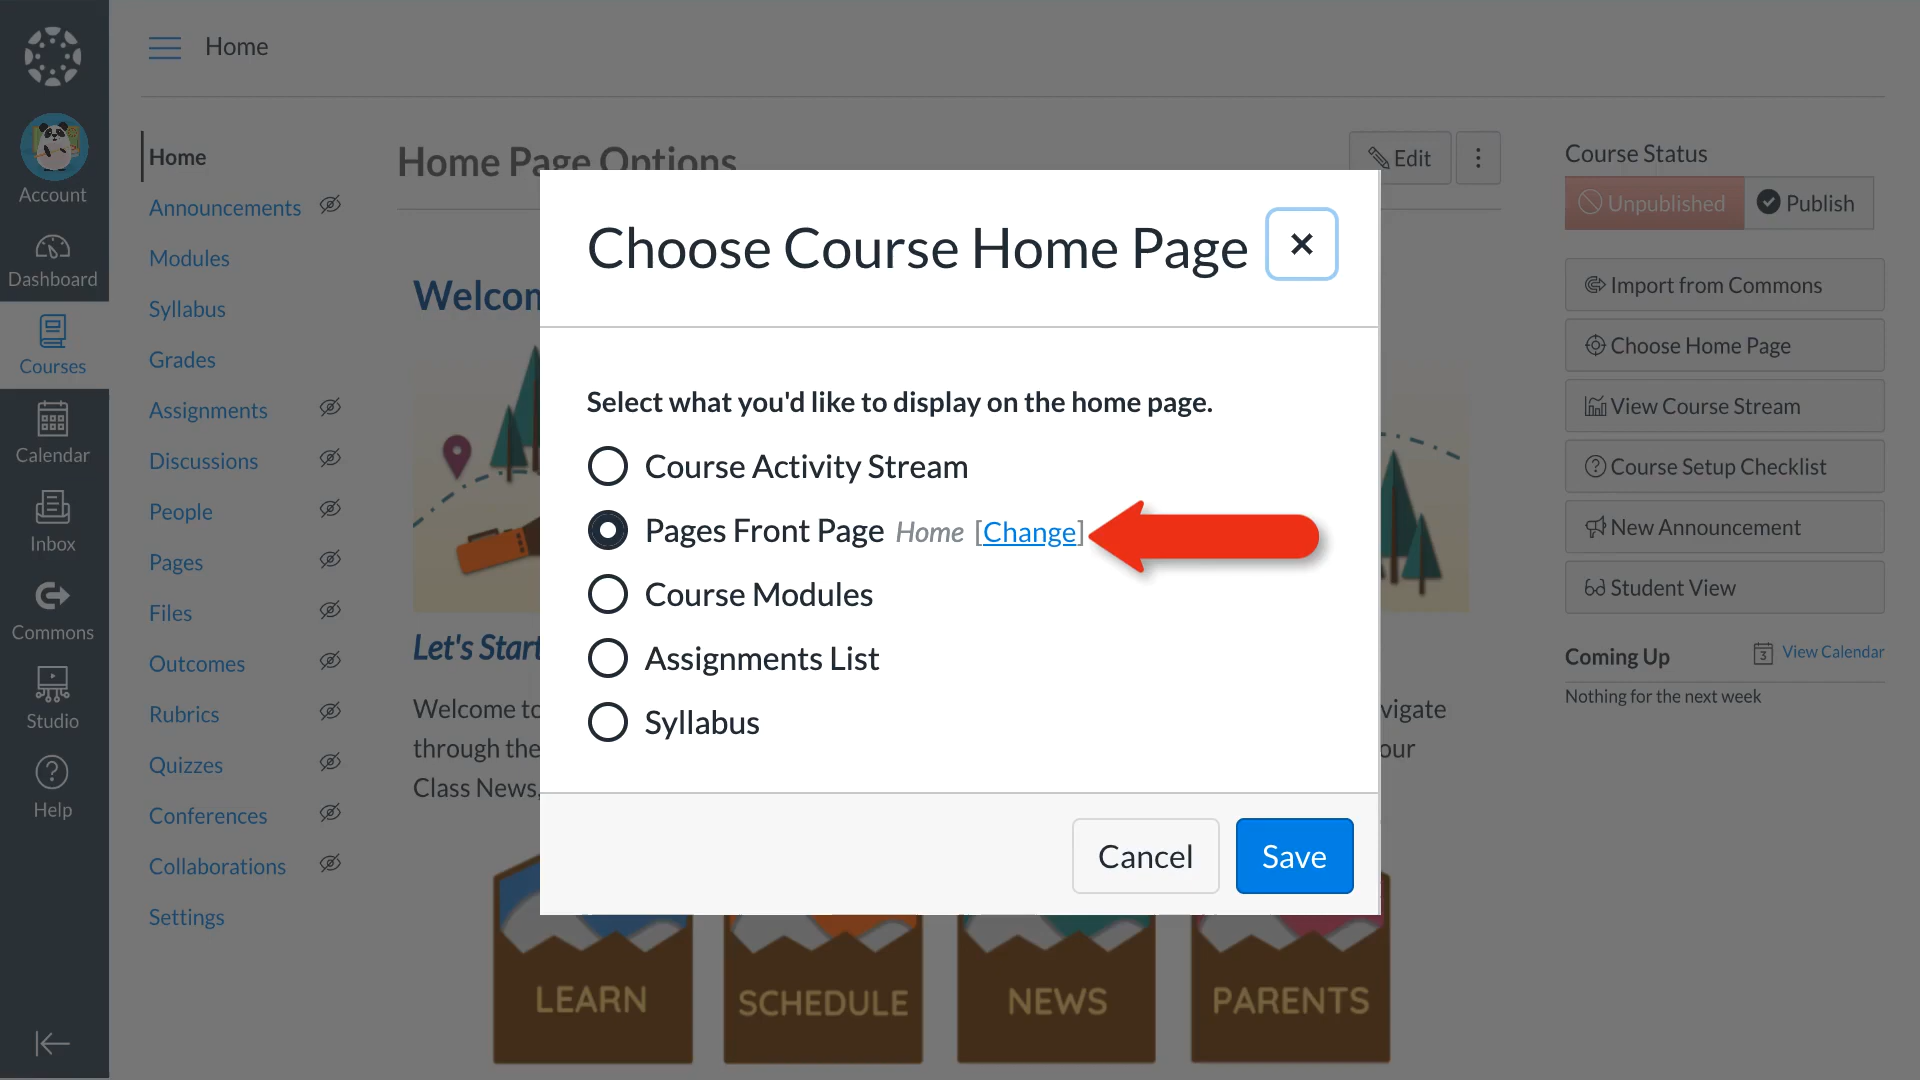 Home
Account
Dashboard
Courses
Calendar
Inbox
Commons
Studio
Help
Home
Announcements
Modules
Syllabus
Grades
Assignments
Discussions
People
Pages
Files
Outcomes
Rubrics
Quizzes
Conferences
Collaborations
Settings
Home Page Options
Edit
Welcom
Let's Start
Welcome to
vigate
through the
our
Class News,
LEARN
SCHEDULE
NEWS
PARENTS
Choose Course Home Page
Select what you'd like to display on the home page.
Course Activity Stream
Pages Front Page Home [Change]
Course Modules
Assignments List
Syllabus
Cancel Save
Course Status
Unpublished Publish
Import from Commons
Choose Home Page
View Course Stream
Course Setup Checklist
New Announcement
Student View
Coming Up 3 View Calendar
Nothing for the next week